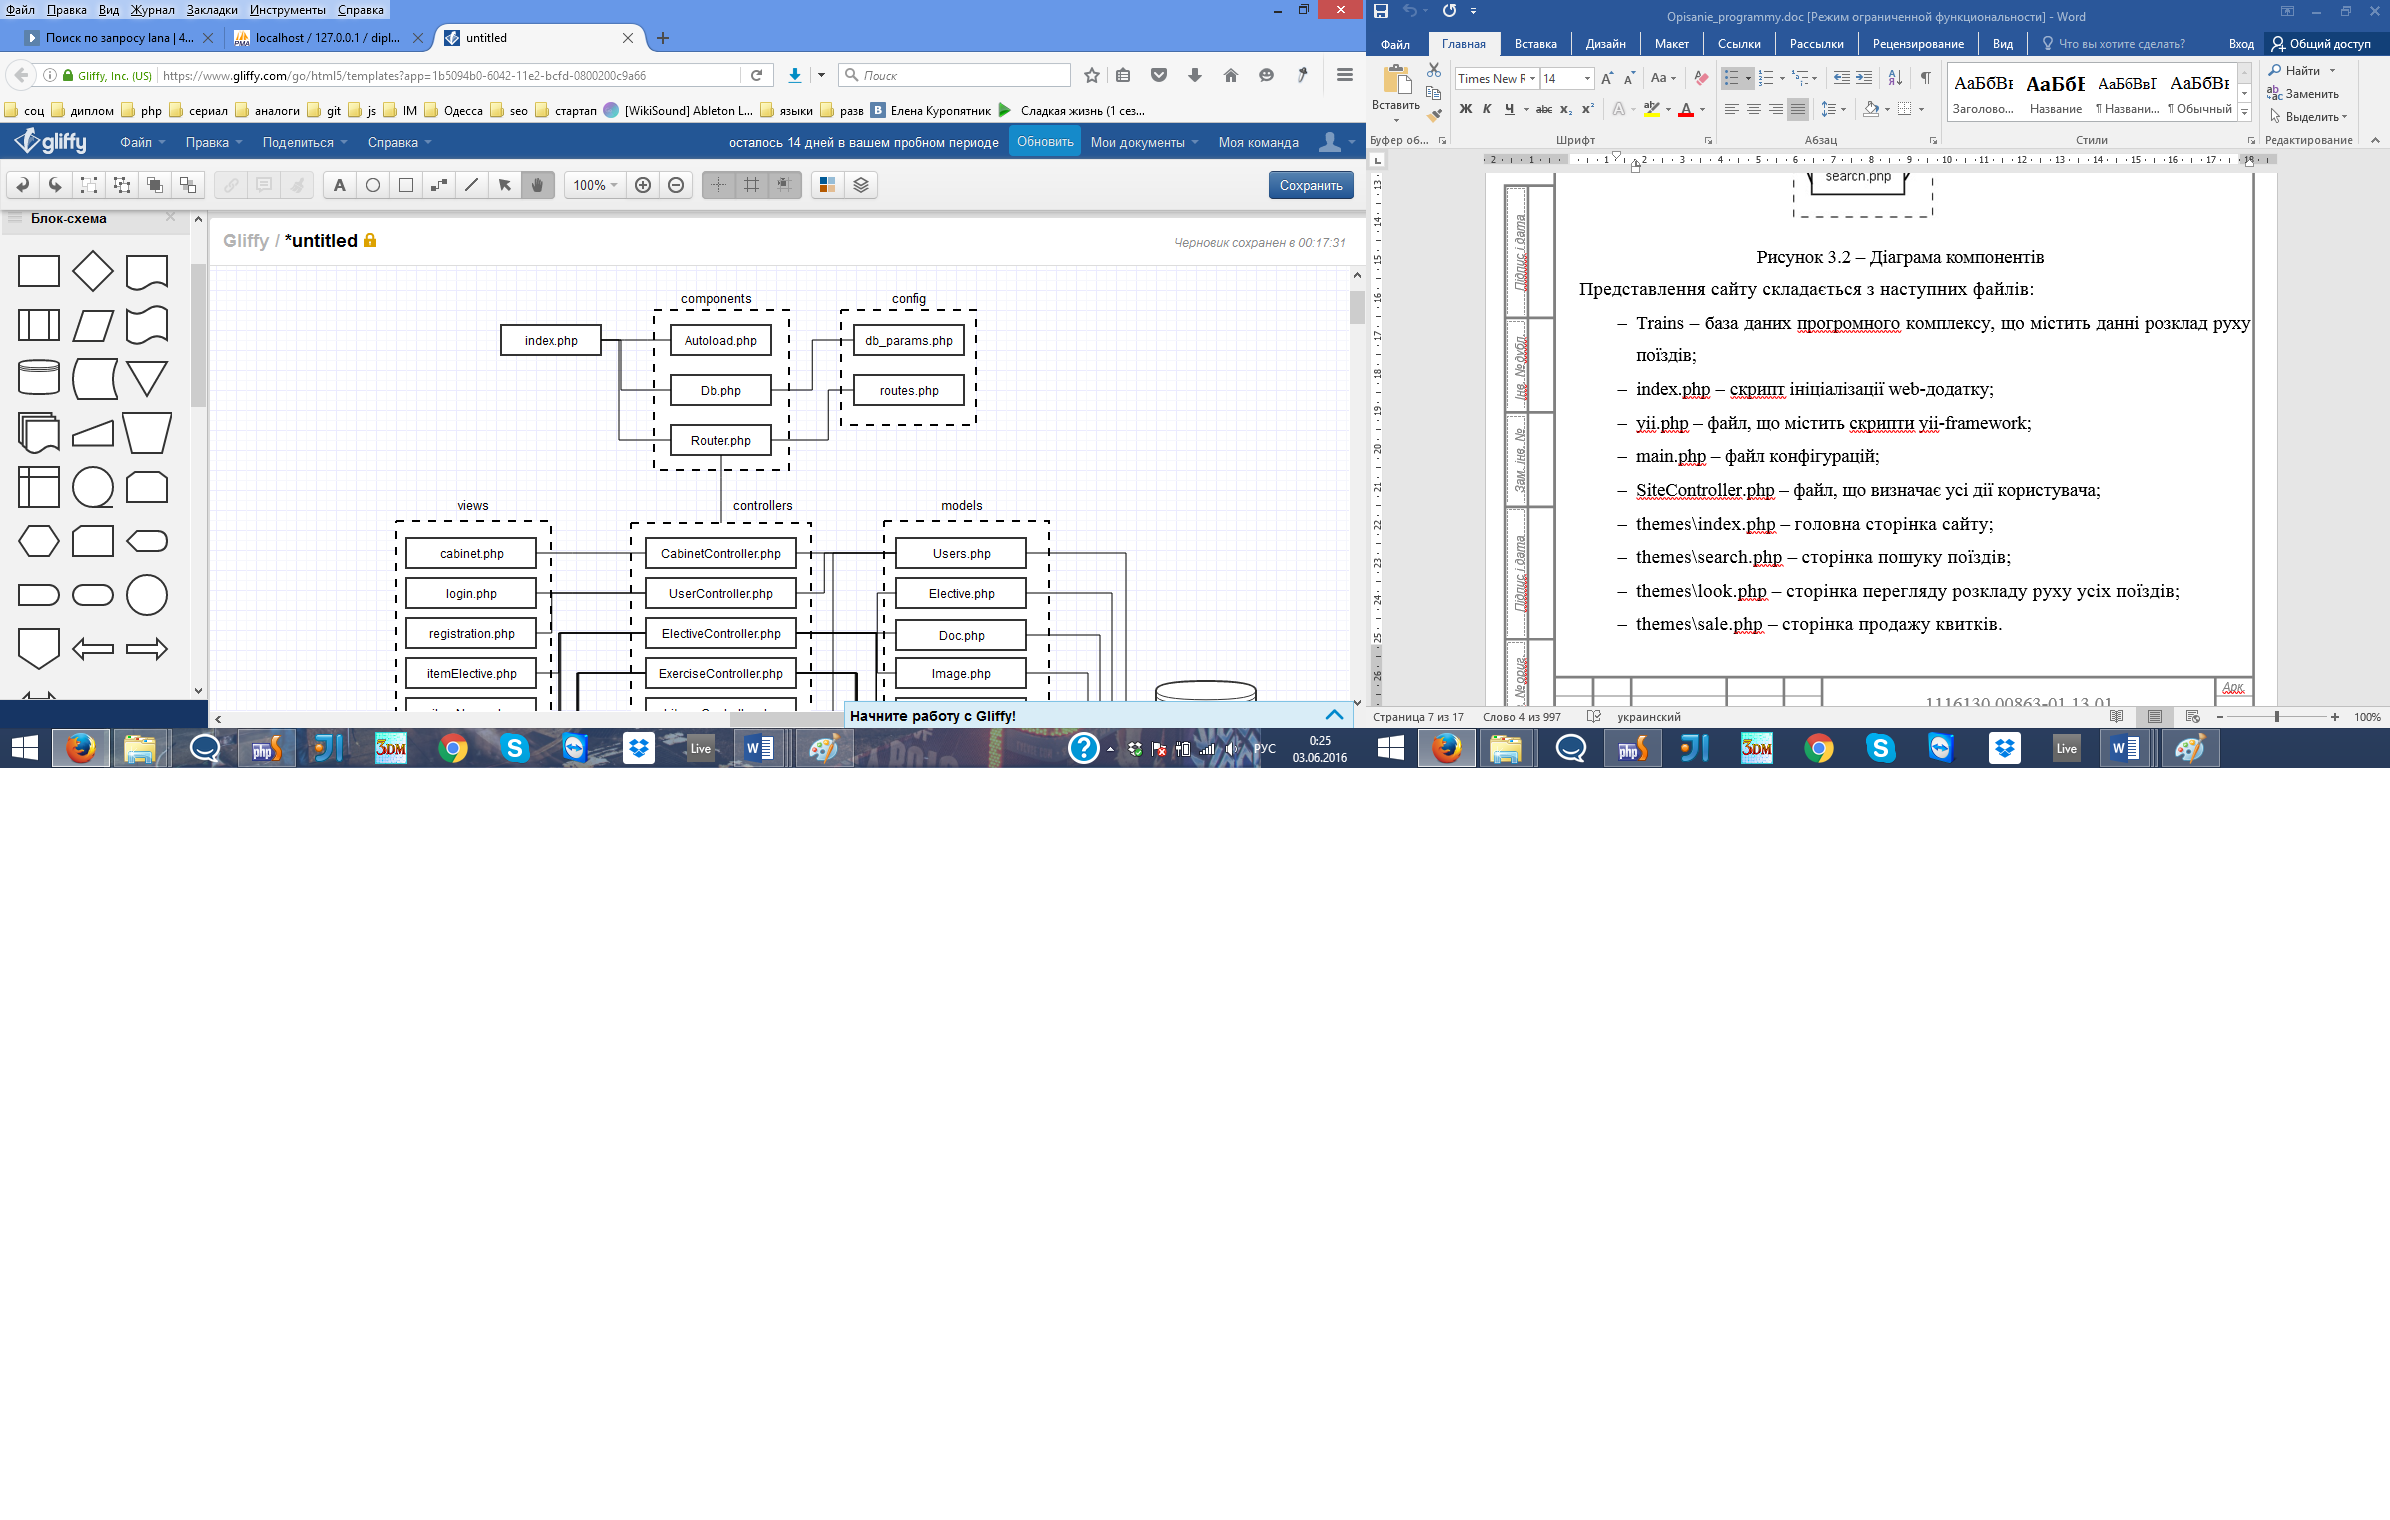 Файл Правка Вид Журнал Закладки Инструменты Справка
Поиск по запросу lana | 4...
localhost / 127.0.0.1 / dipl...
untitled
Gliffy, Inc. (US)
https://www.gliffy.com/go/html5/templates?app=1b5094b0-6042-11e2-bcfd-0800200c9a66
Поиск
соц диплом php сериал аналоги git js IM Одесса seo стартап [WikiSound] Ableton L... языки разв Елена Куропятник Сладкая жизнь (1 сез...
gliffy Файл Правка Поделиться Справка осталось 14 дней в вашем пробном периоде Обновить Мои документы Моя команда
100% Сохранить
Блок-схема
Gliffy / *untitled
Черновик сохранен в 00:17:31
components config
index.php Autoload.php db_params.php
Db.php routes.php
Router.php
views controllers models
cabinet.php CabinetController.php Users.php
login.php UserController.php Elective.php
registration.php ElectiveController.php Doc.php
itemElective.php ExerciseController.php Image.php
Начните работу с Gliffy!
Live
РУС
0:25
03.06.2016
Opisanie_programmy.doc [Режим ограниченной функциональности] - Word
Файл Главная Вставка Дизайн Макет Ссылки Рассылки Рецензирование Вид Что вы хотите сделать? Вход Общий доступ
Вставить
Times New R 14
Ж К Ч abc x₂ x²
АаБбВв Заголово...
АаБбВ Название
АаБбВвГ ¶ Названи...
АаБбВв ¶ Обычный
Найти
Заменить
Выделить
Буфер об... Шрифт Абзац Стили Редактирование
search.php
Рисунок 3.2 – Діаграма компонентів
Представлення сайту складається з наступних файлів:
– Trains – база даних прогромного комплексу, що містить данні розклад руху
поїздів;
– index.php – скрипт ініціалізації web-додатку;
– yii.php – файл, що містить скрипти yii-framework;
– main.php – файл конфігурацій;
– SiteController.php – файл, що визначає усі дії користувача;
– themes\index.php – головна сторінка сайту;
– themes\search.php – сторінка пошуку поїздів;
– themes\look.php – сторінка перегляду розкладу руху усіх поїздів;
– themes\sale.php – сторінка продажу квитків.
Підпис і дата
Інв. № дубл.
Зам. інв. №
Підпис і дата
№ ориг.
1116130.00863-01 13 01
Арк.
Страница 7 из 17 Слово 4 из 997 украинский 100%
Live